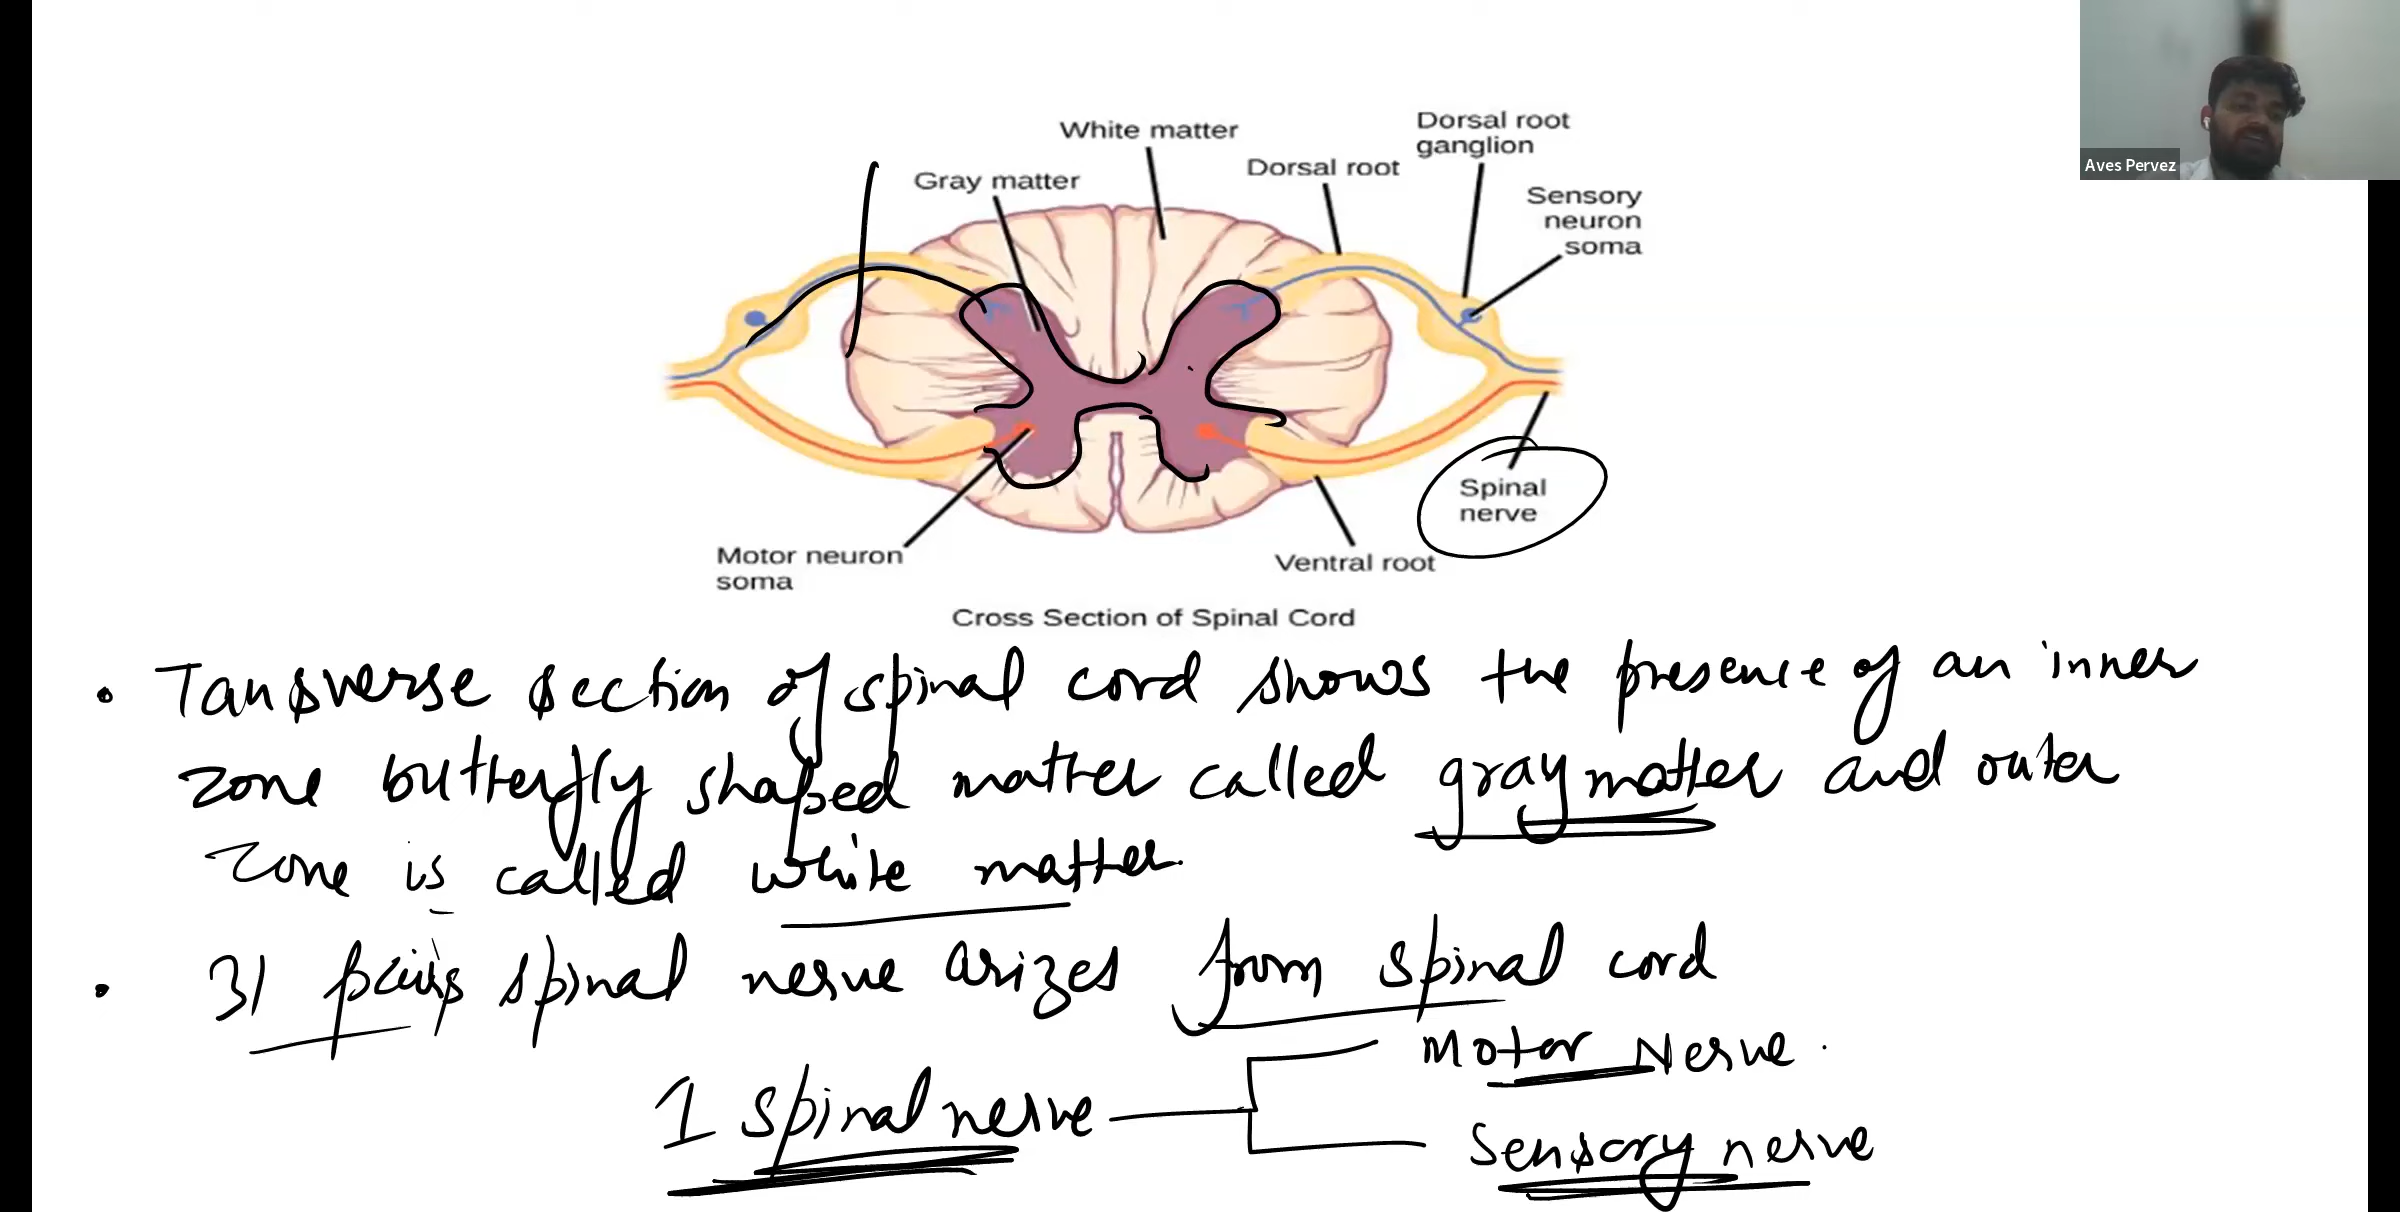 Aves Pervez
White matter
Dorsal root
ganglion
Gray matter
Dorsal root
Sensory
neuron
soma
Spinal
nerve
Motor neuron
soma
Ventral root
Cross Section of Spinal Cord
• Tansverse section of spinal cord shows the presence of an inner
zone butterfly shaped matter called gray matter and outer
zone is called white matter.
• 31 pairs spinal nerve arizes from spinal cord
Motor Nerve.
1 spinal nerve
Sensory nerve